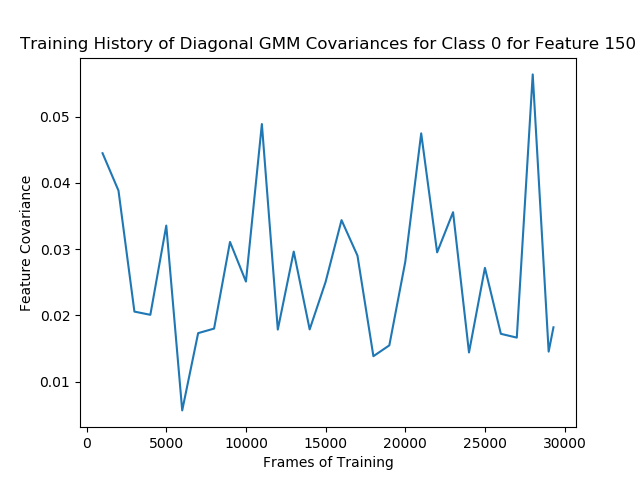 Training History of Diagonal GMM Covariances for Class 0 for Feature 150
0.05
0.04
0.03
0.02
0.01
Feature Covariance
0 5000 10000 15000 20000 25000 30000
Frames of Training